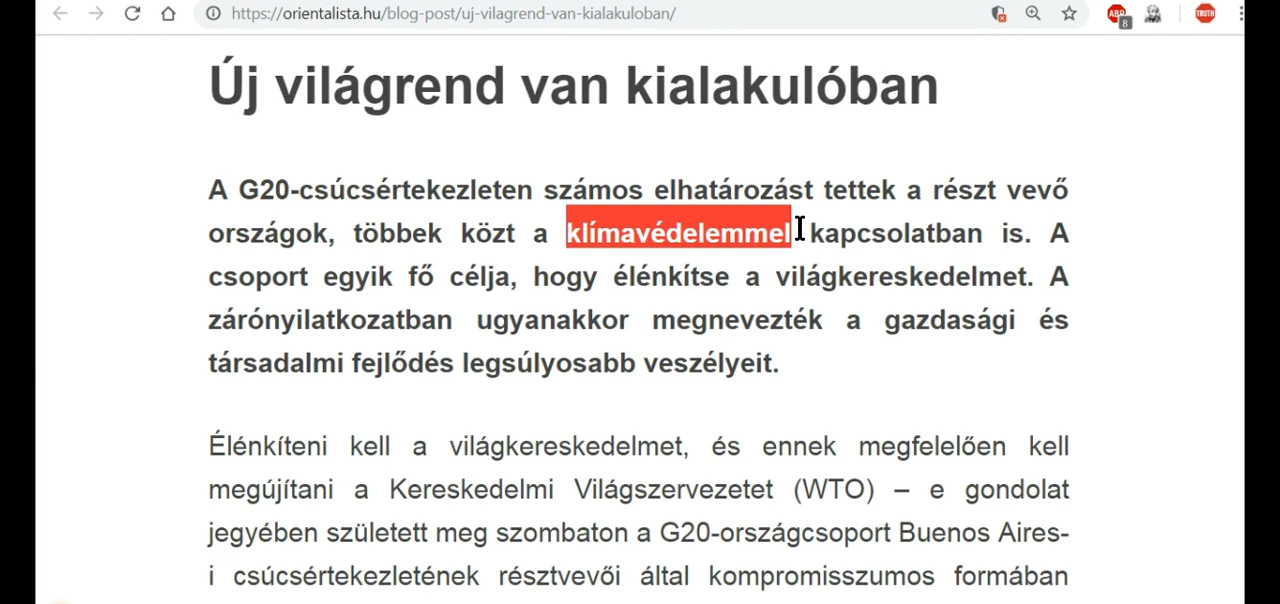 https://orientalista.hu/blog-post/uj-vilagrend-van-kialakuloban/
ABP
8
TRUTH
Új világrend van kialakulóban
A G20-csúcsértekezleten számos elhatározást tettek a részt vevő
országok, többek közt a klímavédelemmel kapcsolatban is. A
csoport egyik fő célja, hogy élénkítse a világkereskedelmet. A
zárónyilatkozatban ugyanakkor megnevezték a gazdasági és
társadalmi fejlődés legsúlyosabb veszélyeit.
Élénkíteni kell a világkereskedelmet, és ennek megfelelően kell
megújítani a Kereskedelmi Világszervezetet (WTO) – e gondolat
jegyében született meg szombaton a G20-országcsoport Buenos Aires-
i csúcsértekezletének résztvevői által kompromisszumos formában